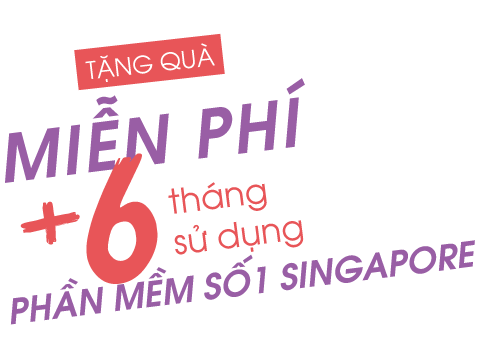 TẶNG QUÀ
MIỄN PHÍ
+6 tháng
sử dụng
PHẦN MỀM SỐ1 SINGAPORE